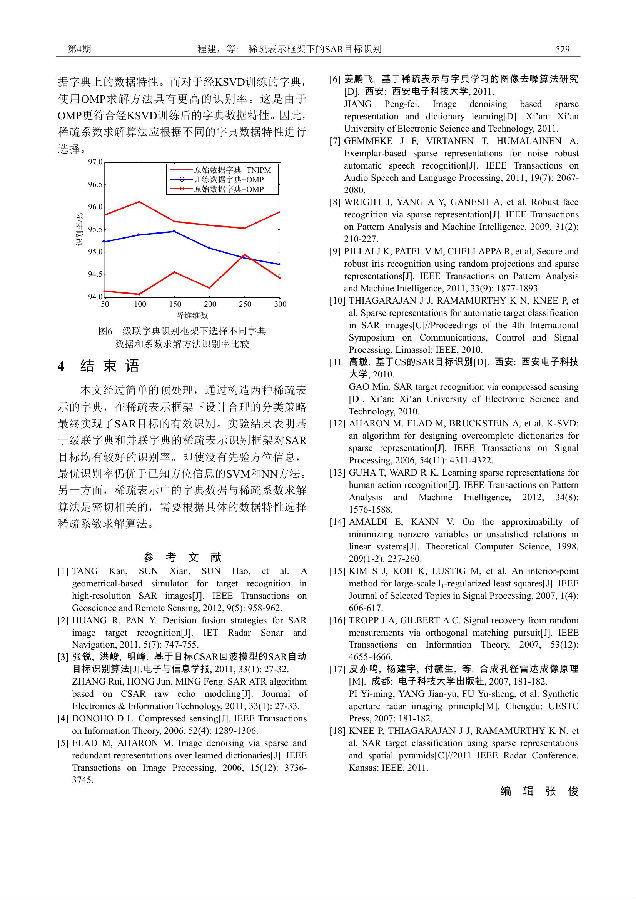 第4期
程建，等：稀疏表示框架下的SAR目标识别
529
据字典上的数据特性。而对于经KSVD训练的字典，
使用OMP求解方法具有更高的识别率。这是由于
OMP更符合经KSVD训练后的字典数据特性。因此，
稀疏系数求解算法应根据不同的字典数据特性进行
选择。
97.0
96.5
96.0
95.5
95.0
94.5
94.0
识别率/%
原始数据字典-TNIPM
训练数据字典-OMP
原始数据字典-OMP
50 100 150 200 250 300
特征维数
图6 级联字典识别框架下选择不同字典
数据和系数求解方法识别率比较
4 结 束 语
本文经过简单的预处理，通过构造两种稀疏表
示的字典，在稀疏表示框架下设计合理的分类策略
最终实现了SAR目标的有效识别。实验结果表明基
于级联字典和并联字典的稀疏表示识别框架对SAR
目标均有较好的识别率。即使没有先验方位信息，
最优识别率仍优于已知方位信息的SVM和NN方法。
另一方面，稀疏表示中的字典数据与稀疏系数求解
算法是密切相关的，需要根据具体的数据特性选择
稀疏系数求解算法。
参 考 文 献
[1] TANG Kan, SUN Xian, SUN Hao, et al. A
geometrical-based simulator for target recognition in
high-resolution SAR images[J]. IEEE Transactions on
Geoscience and Remote Sensing, 2012, 9(5): 958-962.
[2] HUANG R, PAN Y. Decision fusion strategies for SAR
image target recognition[J]. IET Radar Sonar and
Navigation, 2011, 5(7): 747-755.
[3] 张锐, 洪峻, 明峰. 基于目标CSAR回波模型的SAR自动
目标识别算法[J].电子与信息学报, 2011, 33(1): 27-32.
ZHANG Rui, HONG Jun, MING Feng. SAR ATR algorithm
based on CSAR raw echo modeling[J]. Journal of
Electronics & Information Technology, 2011, 33(1): 27-33.
[4] DONOHO D L. Compressed sensing[J]. IEEE Transactions
on Information Theory, 2006, 52(4): 1289-1306.
[5] ELAD M, AHARON M. Image denoising via sparse and
redundant representations over learned dictionaries[J]. IEEE
Transactions on Image Processing, 2006, 15(12): 3736-
3745.
[6] 姜鹏飞. 基于稀疏表示与字典学习的图像去噪算法研究
[D]. 西安: 西安电子科技大学, 2011.
JIANG Peng-fei. Image denoising based sparse
representation and dictionary learning[D]. Xi'an: Xi'an
University of Electronic Science and Technology, 2011.
[7] GEMMEKE J F, VIRTANEN T, HUMALAINEN A.
Exemplar-based sparse representations for noise robust
automatic speech recognition[J]. IEEE Transactions on
Audio Speech and Language Processing, 2011, 19(7): 2067-
2080.
[8] WRIGHT J, YANG A Y, GANESH A, et al. Robust face
recognition via sparse representation[J]. IEEE Transactions
on Pattern Analysis and Machine Intelligence, 2009, 31(2):
210-227.
[9] PILLAI J K, PATEL V M, CHELLAPPA R, et al. Secure and
robust iris recognition using random projections and sparse
representations[J]. IEEE Transactions on Pattern Analysis
and Machine Intelligence, 2011, 33(9): 1877-1893
[10] THIAGARAJAN J J, RAMAMURTHY K N, KNEE P, et
al. Sparse representations for automatic target classification
in SAR images[C]//Proceedings of the 4th International
Symposium on Communications, Control and Signal
Processing. Limassol: IEEE, 2010.
[11] 高敏. 基于CS的SAR目标识别[D]. 西安: 西安电子科技
大学, 2010.
GAO Min. SAR target recognition via compressed sensing
[D]. Xi'an: Xi'an University of Electronic Science and
Technology, 2010.
[12] AHARON M, ELAD M, BRUCKSTEIN A, et al. K-SVD:
an algorithm for designing overcomplete dictionaries for
sparse representation[J]. IEEE Transactions on Signal
Processing, 2006, 54(11): 4311-4322.
[13] GUHA T, WARD R K. Learning sparse representations for
human action recognition[J]. IEEE Transactions on Pattern
Analysis and Machine Intelligence, 2012, 34(8):
1576-1588.
[14] AMALDI E, KANN V. On the approximability of
minimizing nonzero variables or unsatisfied relations in
linear systems[J]. Theoretical Computer Science, 1998,
209(1-2): 237-260.
[15] KIM S J, KOH K, LUSTIG M, et al. An interior-point
method for large-scale l₁-regularized least squares[J]. IEEE
Journal of Selected Topics in Signal Processing, 2007, 1(4):
606-617.
[16] TROPP J A, GILBERT A C. Signal recovery from random
measurements via orthogonal matching pursuit[J]. IEEE
Transactions on Information Theory, 2007, 53(12):
4655-4666.
[17] 皮亦鸣, 杨建宇, 付毓生, 等. 合成孔径雷达成像原理
[M]. 成都: 电子科技大学出版社, 2007, 181-182.
PI Yi-ming, YANG Jian-yu, FU Yu-sheng, et al. Synthetic
aperture radar imaging principle[M]. Chengdu: UESTC
Press, 2007: 181-182.
[18] KNEE P, THIAGARAJAN J J, RAMAMURTHY K N, et
al. SAR target classification using sparse representations
and spatial pyramids[C]//2011 IEEE Radar Conference.
Kansas: IEEE, 2011.
编 辑 张 俊